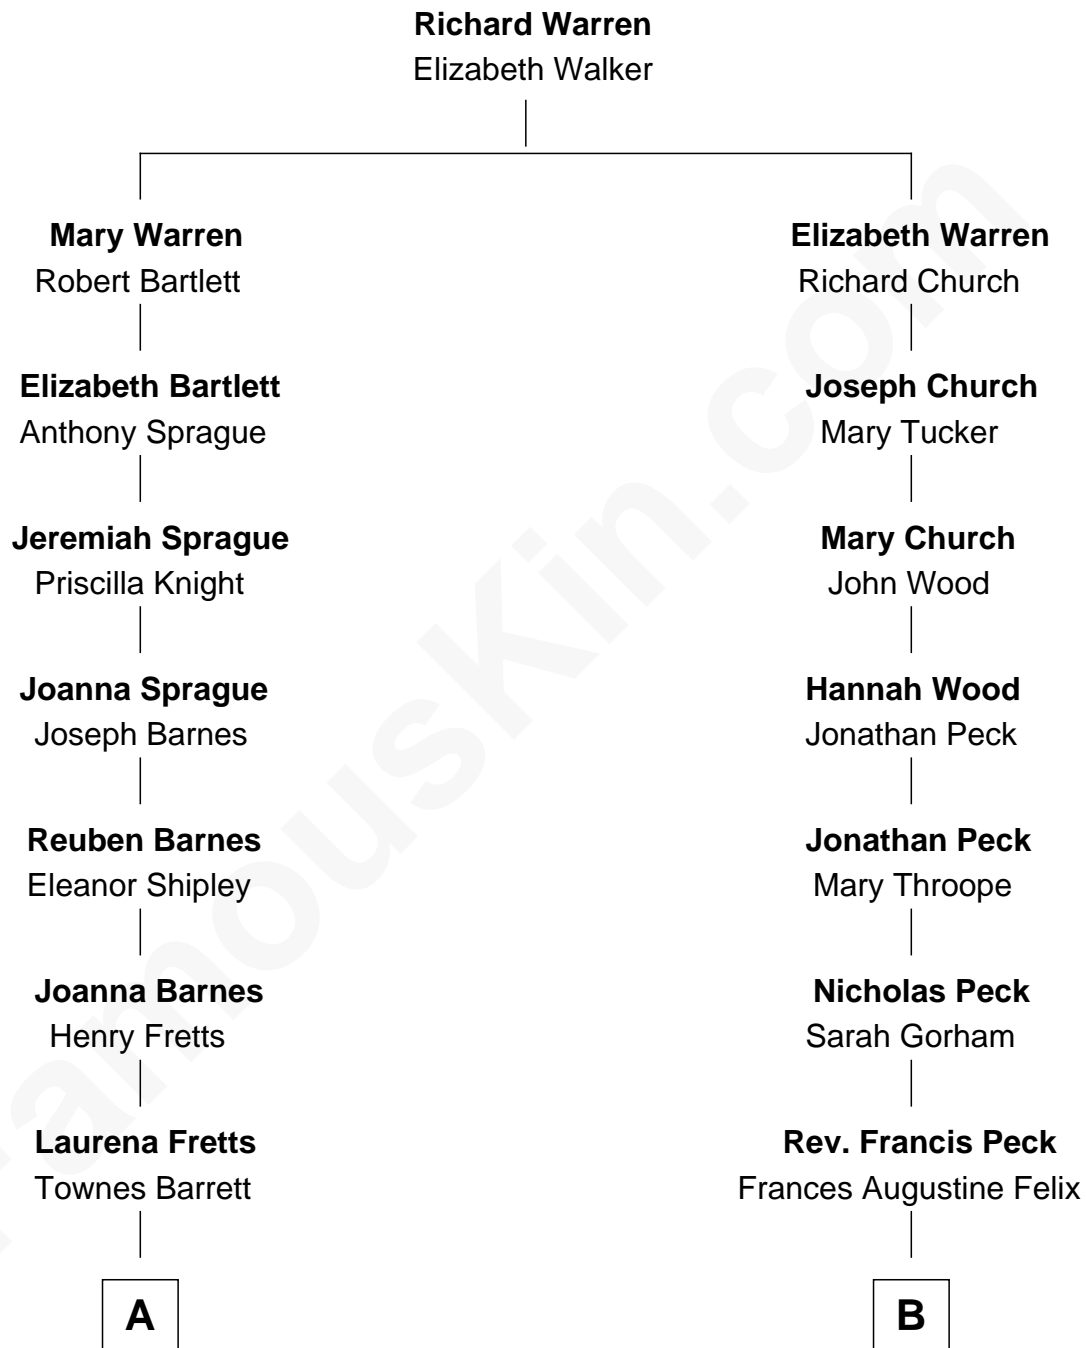 Richard Warren
Elizabeth Walker
Mary Warren
Robert Bartlett
Elizabeth Warren
Richard Church
Elizabeth Bartlett
Anthony Sprague
Joseph Church
Mary Tucker
Jeremiah Sprague
Priscilla Knight
Mary Church
John Wood
Joanna Sprague
Joseph Barnes
Hannah Wood
Jonathan Peck
Reuben Barnes
Eleanor Shipley
Jonathan Peck
Mary Throope
Joanna Barnes
Henry Fretts
Nicholas Peck
Sarah Gorham
Laurena Fretts
Townes Barrett
Rev. Francis Peck
Frances Augustine Felix
A
B
FamousKin.com